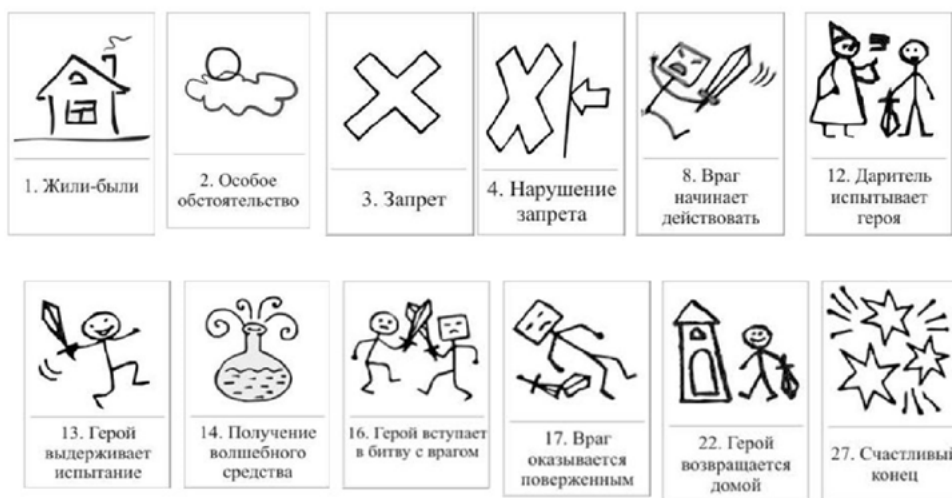 1. Жили-были
2. Особое
обстоятельство
3. Запрет
4. Нарушение
запрета
8. Враг
начинает
действовать
12. Даритель
испытывает
героя
13. Герой
выдерживает
испытание
14. Получение
волшебного
средства
16. Герой вступает
в битву с врагом
17. Враг
оказывается
поверженным
22. Герой
возвращается
домой
27. Счастливый
конец